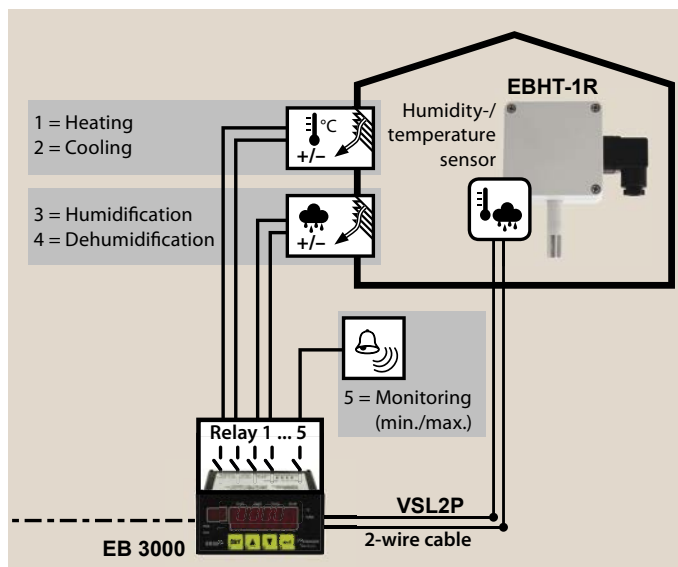 EBHT-1R
Humidity-/
temperature
sensor
1 = Heating
2 = Cooling
°C
+/–
3 = Humidification
4 = Dehumidification
+/–
5 = Monitoring
(min./max.)
Relay 1 ... 5
VSL2P
2-wire cable
EB 3000